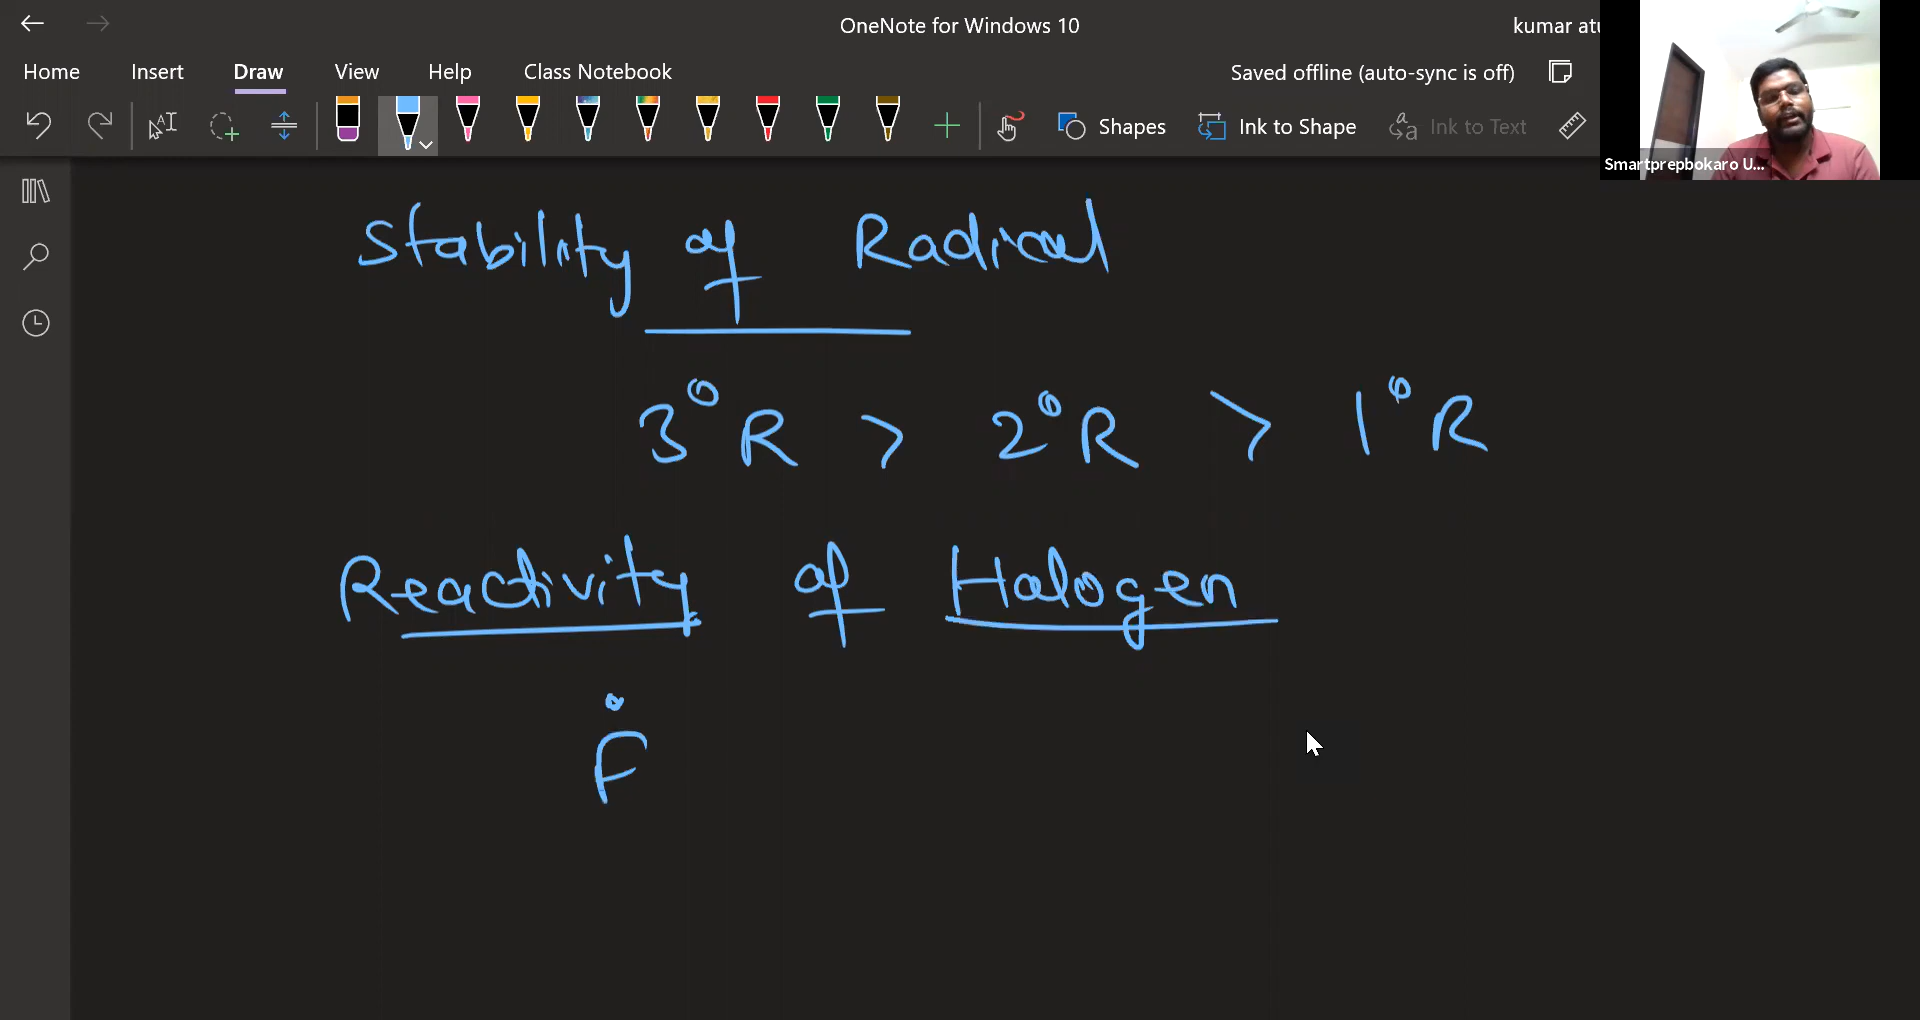 OneNote for Windows 10
kumar atu
Home Insert Draw View Help Class Notebook
Saved offline (auto-sync is off)
Shapes Ink to Shape Ink to Text
Smartprepbokaro U...
Stability of Radical
3° R > 2° R > 1° R
Reactivity of Halogen
Ḟ